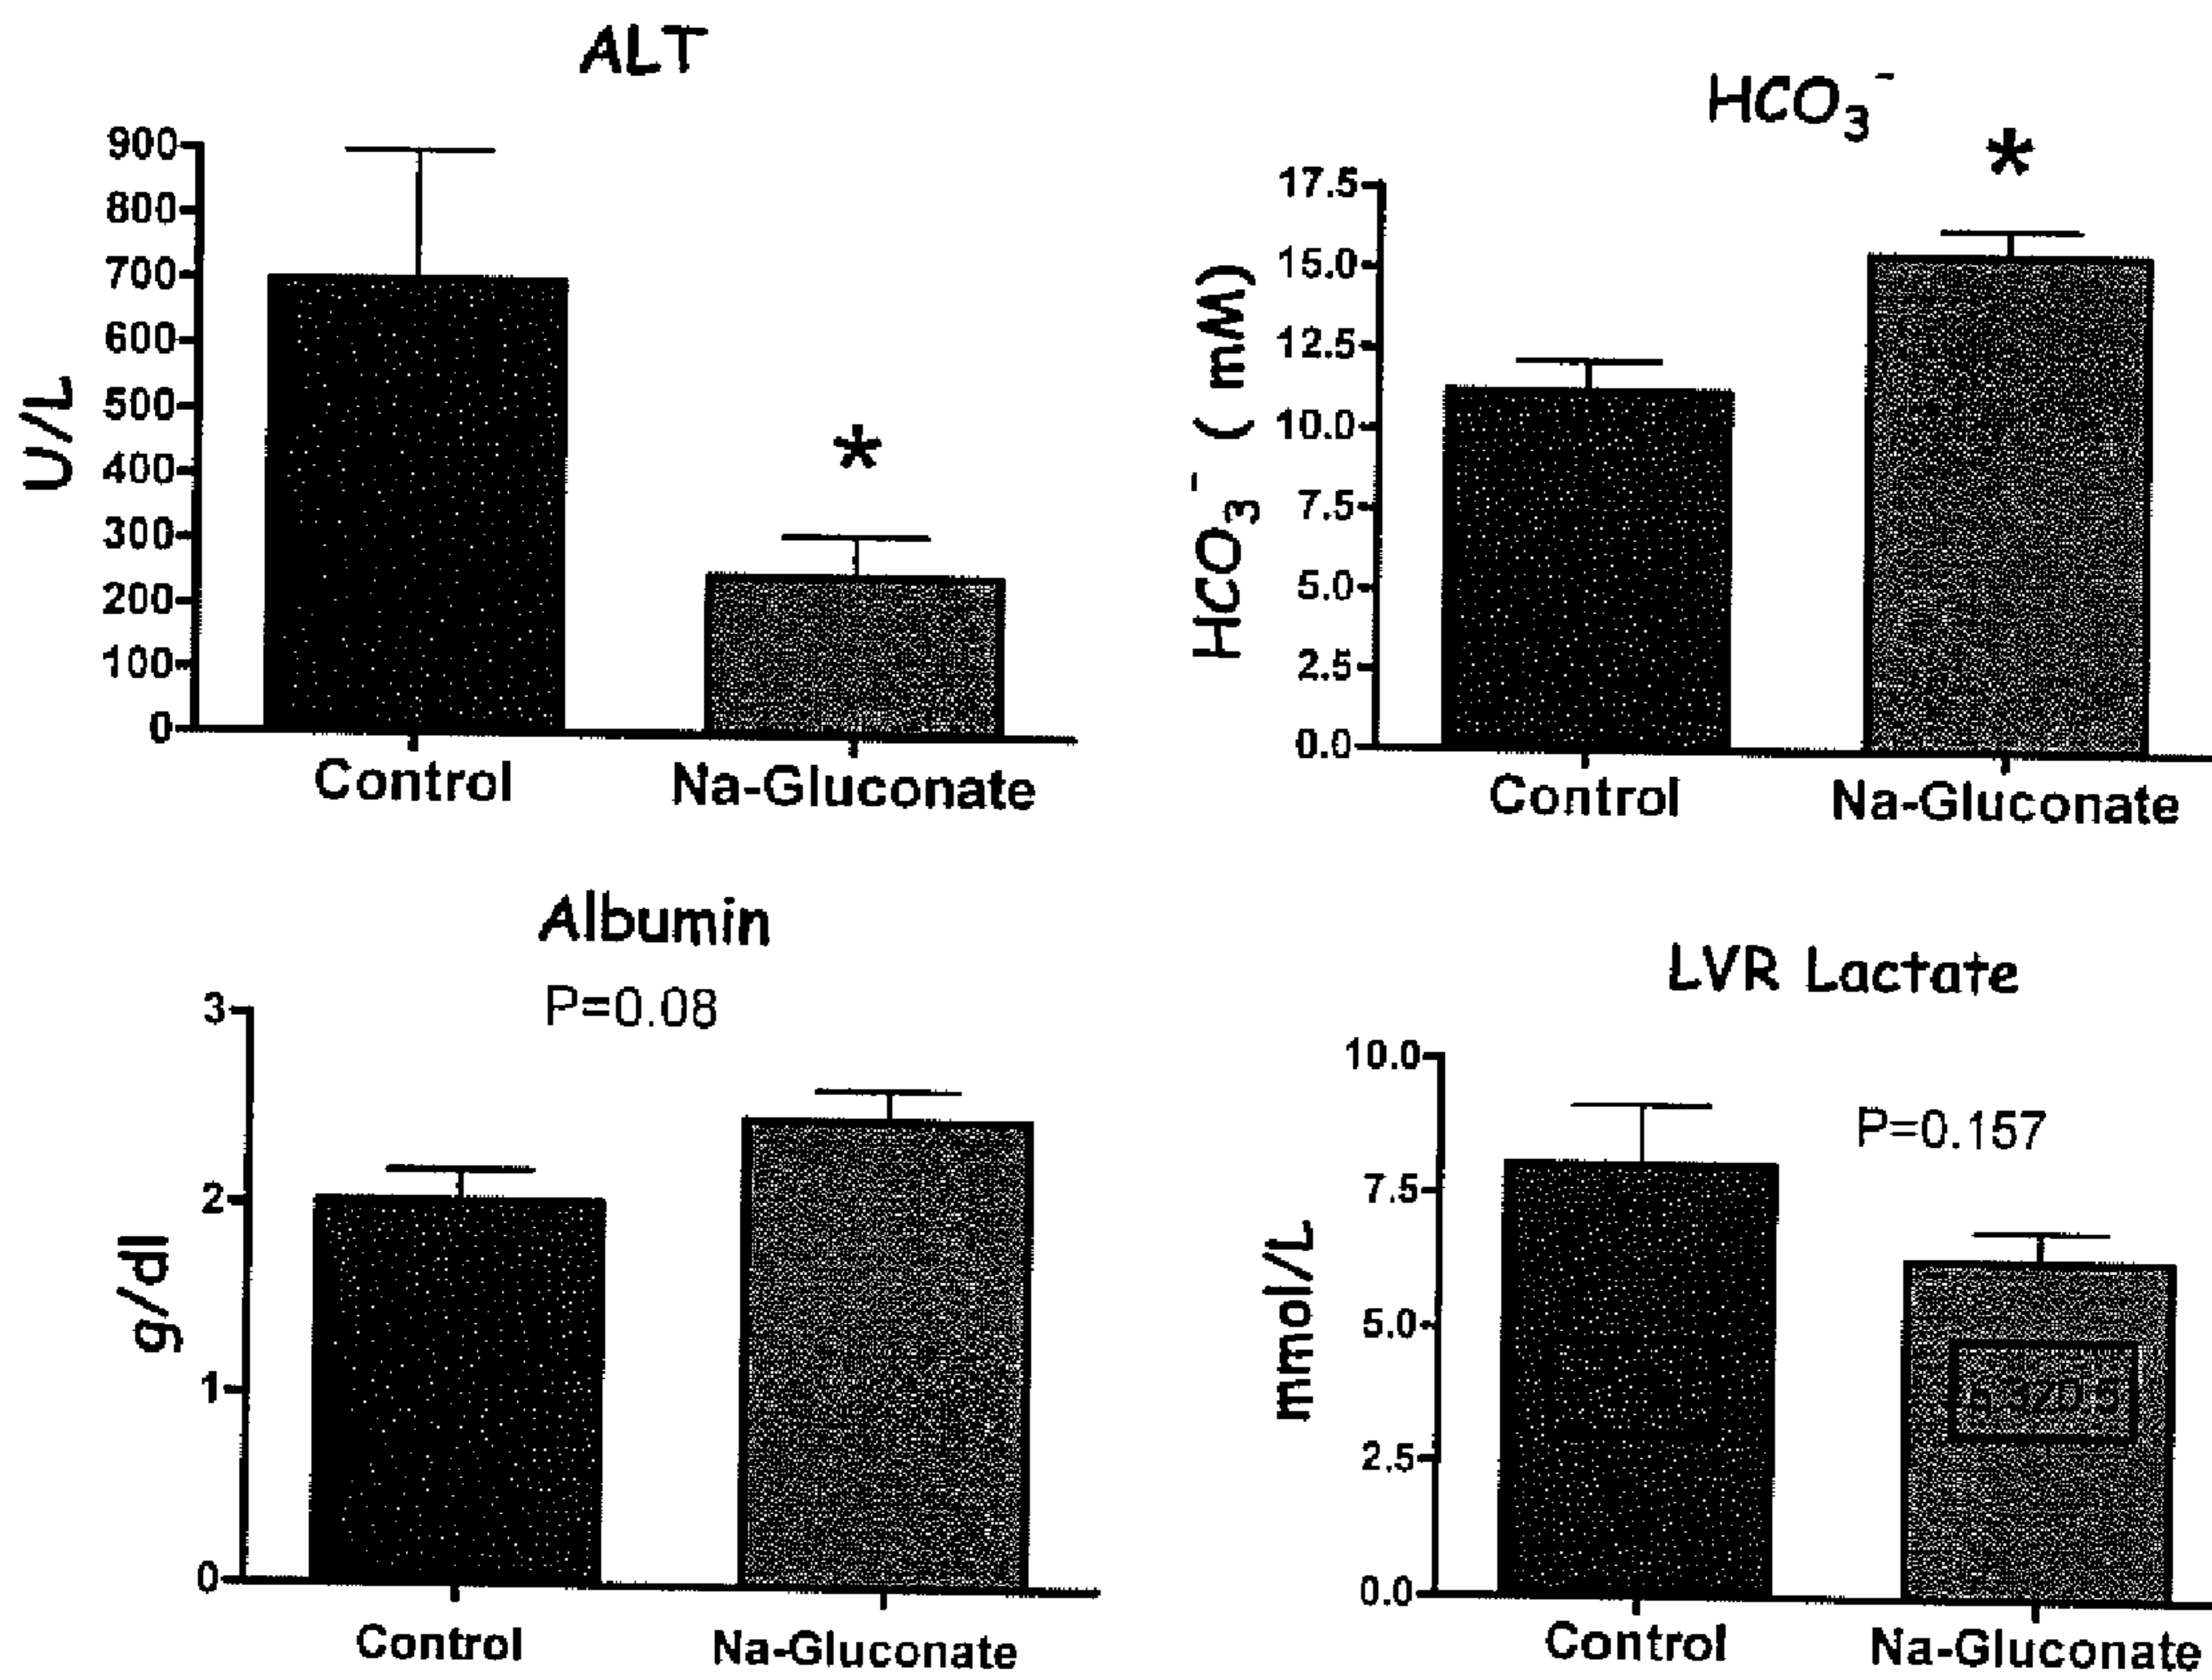 ALT
900
800
700
600
500
400
300
200
100
0
U/L
*
Control
Na-Gluconate
HCO₃⁻
*
17.5
15.0
12.5
10.0
7.5
5.0
2.5
0.0
HCO₃⁻ ( mM)
Control
Na-Gluconate
Albumin
P=0.08
3
2
1
0
g/dl
Control
Na-Gluconate
LVR Lactate
P=0.157
10.0
7.5
5.0
2.5
0.0
mmol/L
Control
Na-Gluconate